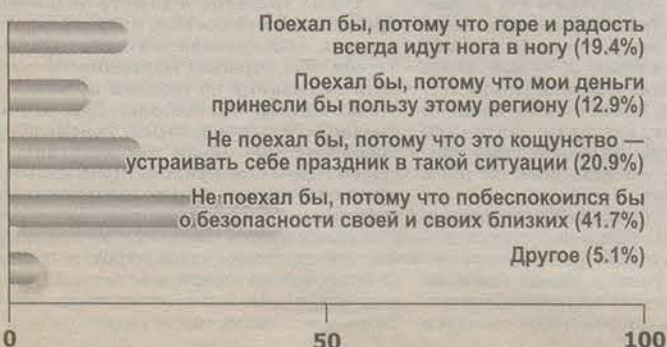 Поехал бы, потому что горе и радость
всегда идут нога в ногу (19.4%)
Поехал бы, потому что мои деньги
принесли бы пользу этому региону (12.9%)
Не поехал бы, потому что это кощунство —
устраивать себе праздник в такой ситуации (20.9%)
Не поехал бы, потому что побеспокоился бы
о безопасности своей и своих близких (41.7%)
Другое (5.1%)
0 50 100